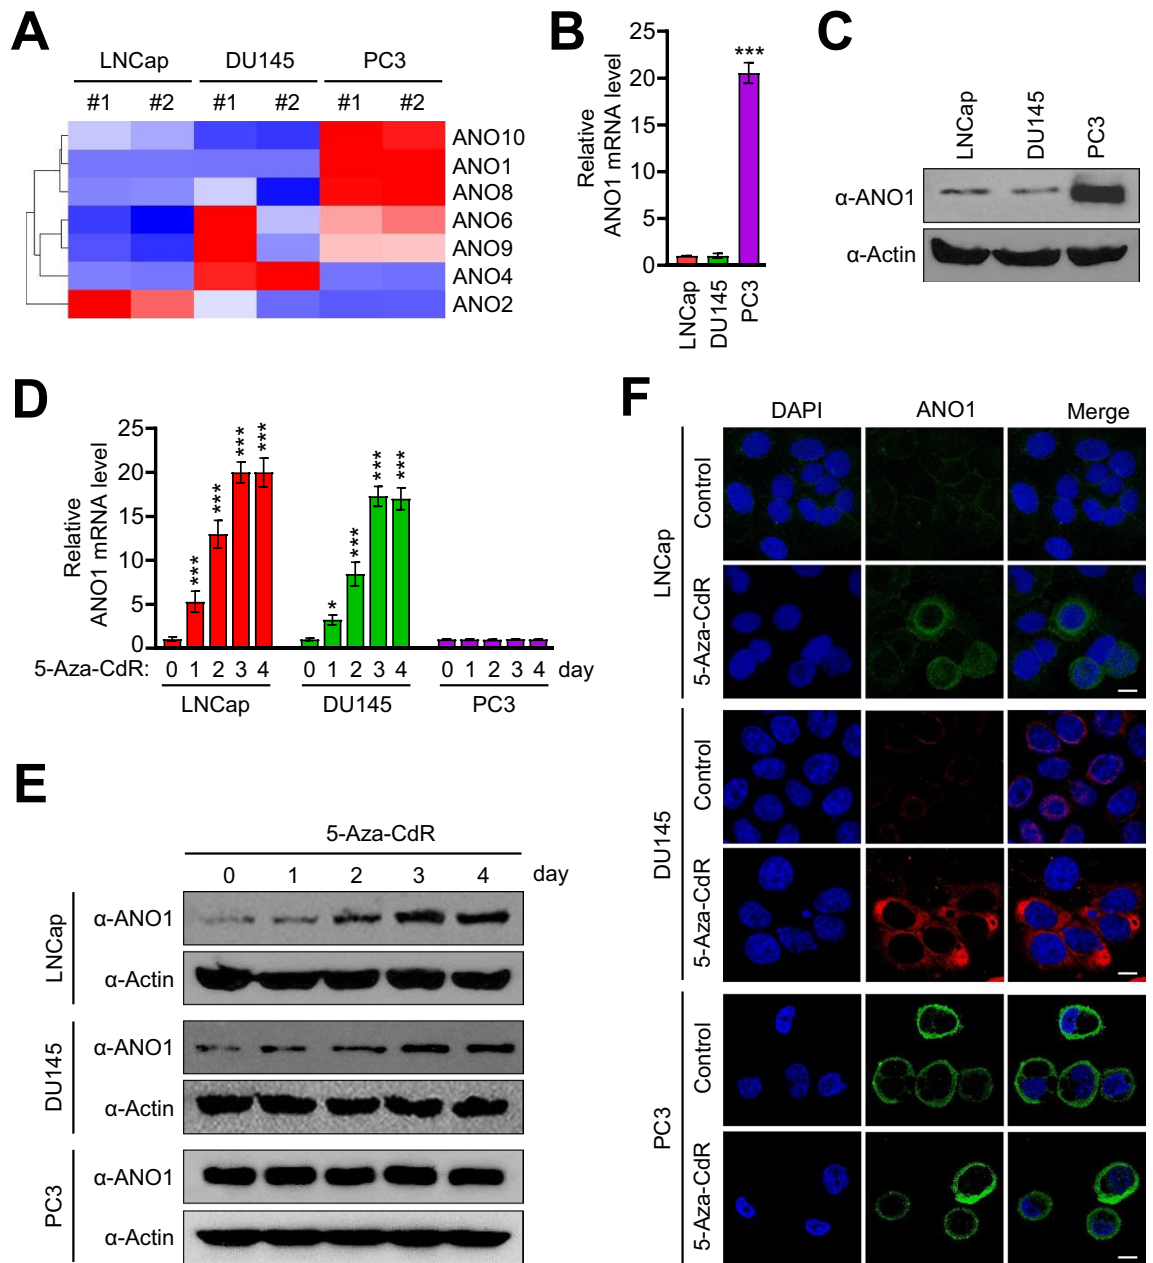 A
LNCap DU145 PC3
#1 #2 #1 #2 #1 #2
ANO10
ANO1
ANO8
ANO6
ANO9
ANO4
ANO2
B
Relative
ANO1 mRNA level
25
20
15
10
5
0
***
LNCap
DU145
PC3
C
LNCap
DU145
PC3
α-ANO1
α-Actin
D
Relative
ANO1 mRNA level
25
20
15
10
5
0
*** *** *** ***
* *** *** ***
5-Aza-CdR: 0 1 2 3 4 0 1 2 3 4 0 1 2 3 4 day
LNCap DU145 PC3
E
5-Aza-CdR
0 1 2 3 4 day
LNCap
α-ANO1
α-Actin
DU145
α-ANO1
α-Actin
PC3
α-ANO1
α-Actin
F
DAPI ANO1 Merge
LNCap
Control
5-Aza-CdR
DU145
Control
5-Aza-CdR
PC3
Control
5-Aza-CdR